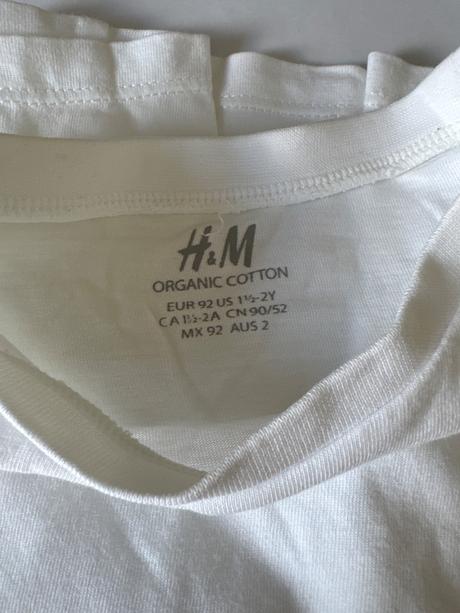 H&M
ORGANIC COTTON
EUR 92 US 1½-2Y
CA 1½-2A CN 90/52
MX 92 AUS 2